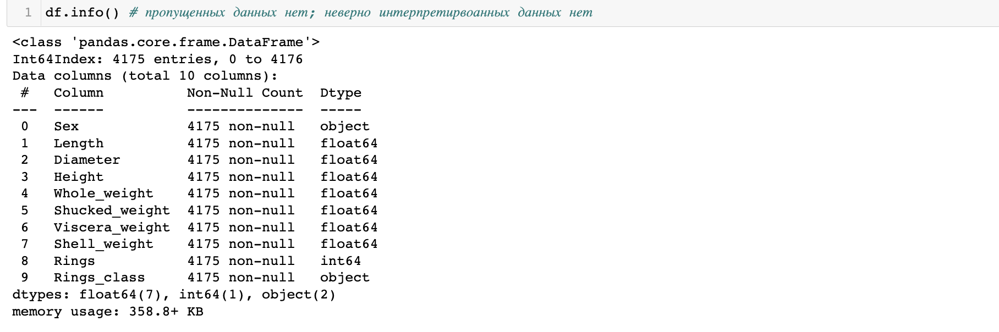 1 df.info() # пропущенных данных нет; неверно интерпретирвоанных данных нет
<class 'pandas.core.frame.DataFrame'>
Int64Index: 4175 entries, 0 to 4176
Data columns (total 10 columns):
 #   Column          Non-Null Count  Dtype
---  ------          --------------  -----
 0   Sex             4175 non-null   object
 1   Length          4175 non-null   float64
 2   Diameter        4175 non-null   float64
 3   Height          4175 non-null   float64
 4   Whole_weight    4175 non-null   float64
 5   Shucked_weight  4175 non-null   float64
 6   Viscera_weight  4175 non-null   float64
 7   Shell_weight    4175 non-null   float64
 8   Rings           4175 non-null   int64
 9   Rings_class     4175 non-null   object
dtypes: float64(7), int64(1), object(2)
memory usage: 358.8+ KB